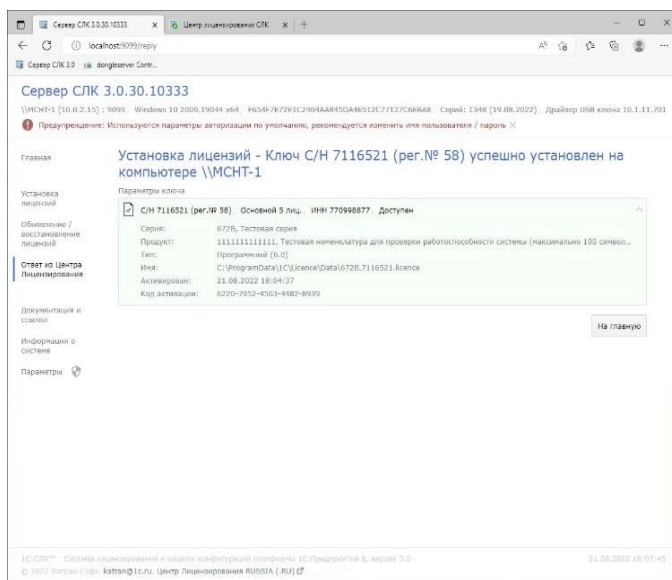 Сервер СЛК 3.0.30.10333
Центр лицензирования СЛК
localhost:9099/reply
Сервер СЛК 3.0
dongleserver Contr...
Сервер СЛК 3.0.30.10333
\\MCHT-1 (10.0.2.15) : 9099, Windows 10 2009.19044 x64, Серий: 1348 (19.08.2022), Драйвер USB ключа 10.1.11.701
Предупреждение: Используются параметры авторизации по умолчанию, рекомендуется изменить имя пользователя / пароль
Главная
Установка лицензий
Обновление / восстановление лицензий
Ответ из Центра Лицензирования
Документация и ссылки
Информация о системе
Параметры
Установка лицензий - Ключ С/Н 7116521 (рег.№ 58) успешно установлен на
компьютере \\MCHT-1
Параметры ключа
С/Н 7116521 (рег.№ 58), Основной 5 лиц., ИНН 770998877, Доступен
Серия: 672B, Тестовая серия
Продукт: 1111111111111, Тестовая номенклатура для проверки работоспособности системы (максимально 100 символ...
Тип: Программный (6.0)
Имя: C:\ProgramData\1C\Licence\Data\672B.7116521.licence
Активирован: 21.08.2022 18:04:37
Код активации: 6220-7052-4563-4482-8939
На главную
1С:СЛК™ - Система лицензирования и защиты конфигураций платформы 1С:Предприятие 8, версия 3.0
21.08.2022 18:07:45
© 2022 Катран Софт, katran@1c.ru, Центр Лицензирования RUSSIA (.RU)